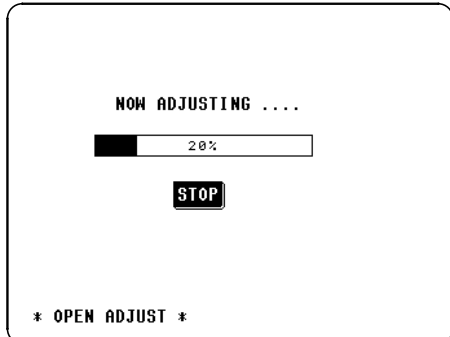 NOW ADJUSTING ....
20%
STOP
* OPEN ADJUST *